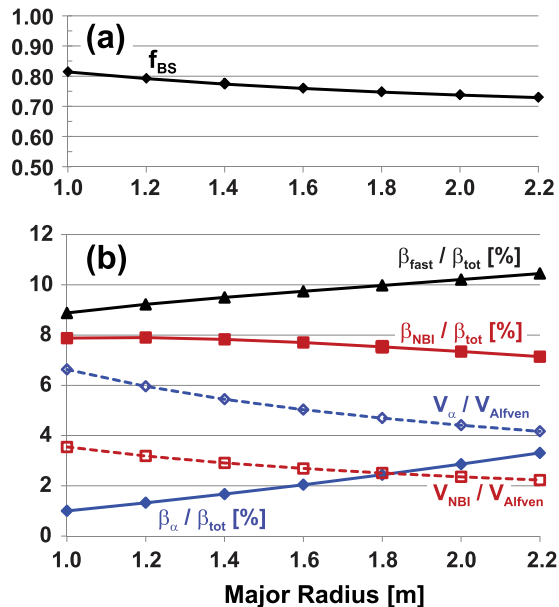 1.00
(a)
0.90
f_BS
0.80
0.70
0.60
0.50
1.0 1.2 1.4 1.6 1.8 2.0 2.2
12
(b)
β_fast / β_tot [%]
10
8
β_NBI / β_tot [%]
6
V_α / V_Alfven
4
2
V_NBI / V_Alfven
β_α / β_tot [%]
0
1.0 1.2 1.4 1.6 1.8 2.0 2.2
Major Radius [m]